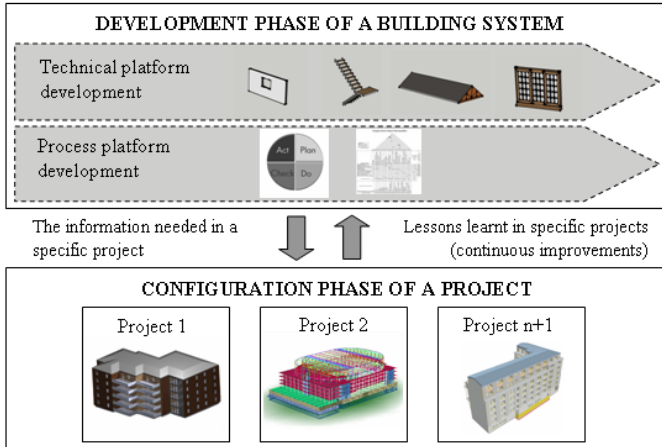 DEVELOPMENT PHASE OF A BUILDING SYSTEM
Technical platform
development
Process platform
development
Act
Plan
Check
Do
The information needed in a
specific project
Lessons learnt in specific projects
(continuous improvements)
CONFIGURATION PHASE OF A PROJECT
Project 1
Project 2
Project n+1